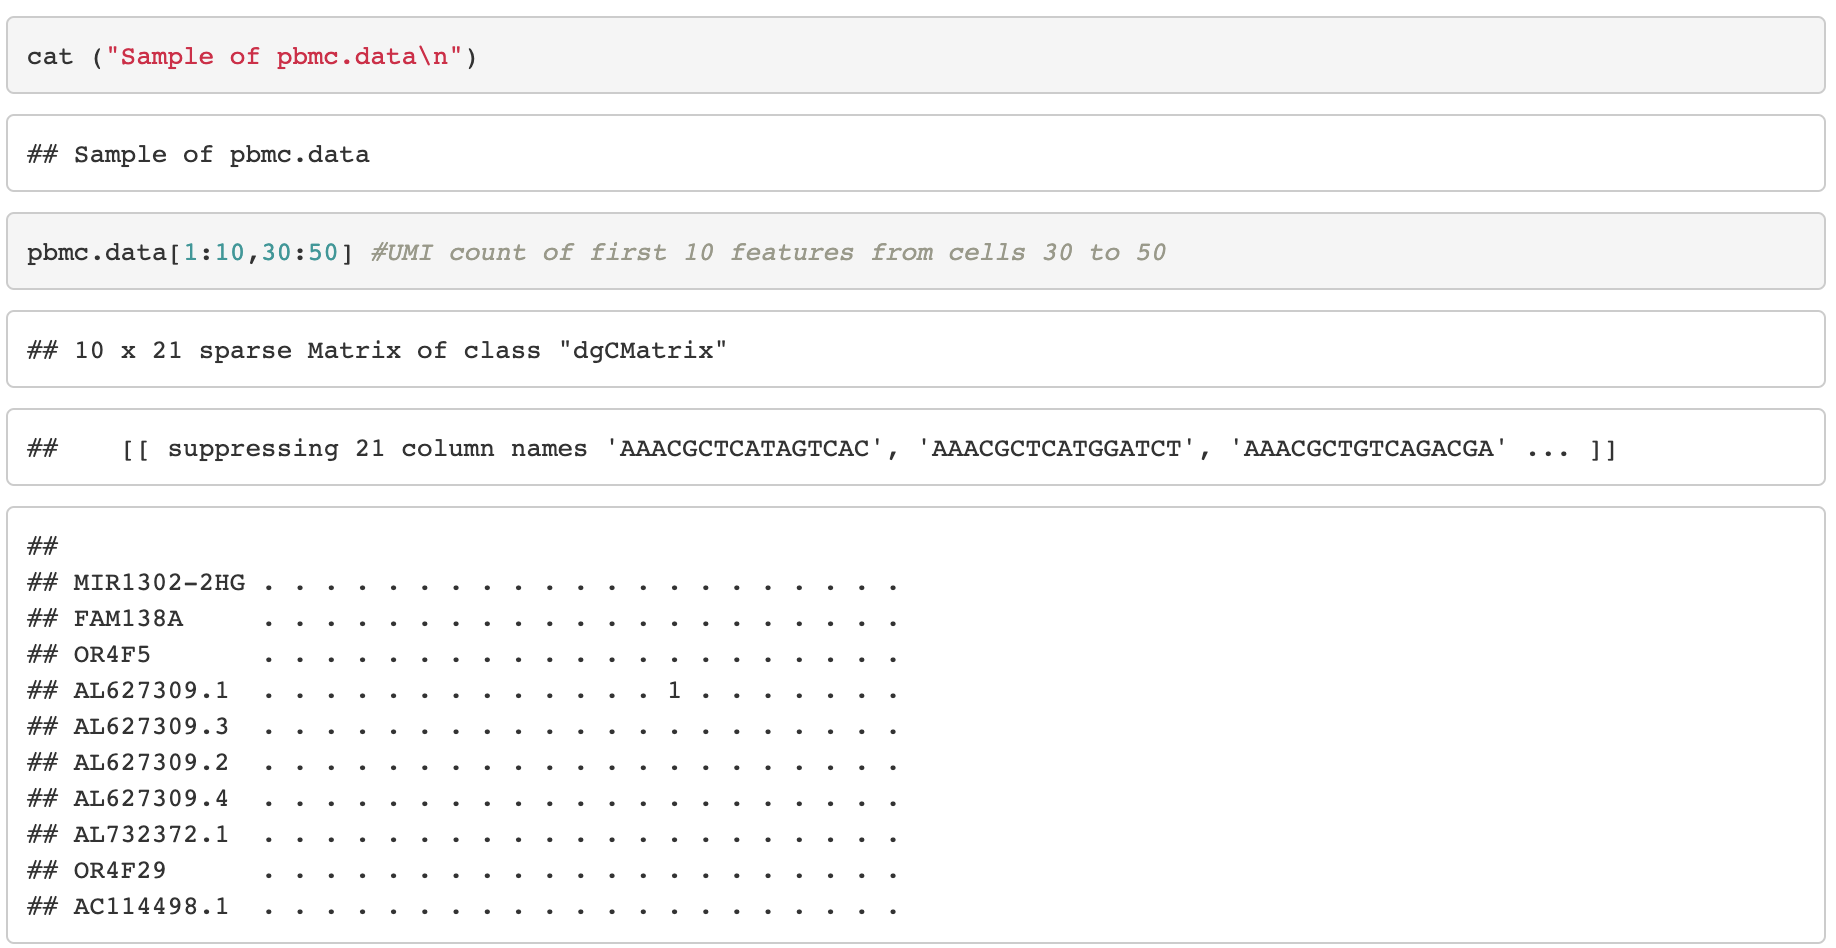 cat ("Sample of pbmc.data\n")
## Sample of pbmc.data
pbmc.data[1:10,30:50] #UMI count of first 10 features from cells 30 to 50
## 10 x 21 sparse Matrix of class "dgCMatrix"
##    [[ suppressing 21 column names 'AAACGCTCATAGTCAC', 'AAACGCTCATGGATCT', 'AAACGCTGTCAGACGA' ... ]]
##
## MIR1302-2HG . . . . . . . . . . . . . . . . . . . . .
## FAM138A     . . . . . . . . . . . . . . . . . . . . .
## OR4F5       . . . . . . . . . . . . . . . . . . . . .
## AL627309.1  . . . . . . . . . . . . . 1 . . . . . . .
## AL627309.3  . . . . . . . . . . . . . . . . . . . . .
## AL627309.2  . . . . . . . . . . . . . . . . . . . . .
## AL627309.4  . . . . . . . . . . . . . . . . . . . . .
## AL732372.1  . . . . . . . . . . . . . . . . . . . . .
## OR4F29      . . . . . . . . . . . . . . . . . . . . .
## AC114498.1  . . . . . . . . . . . . . . . . . . . . .